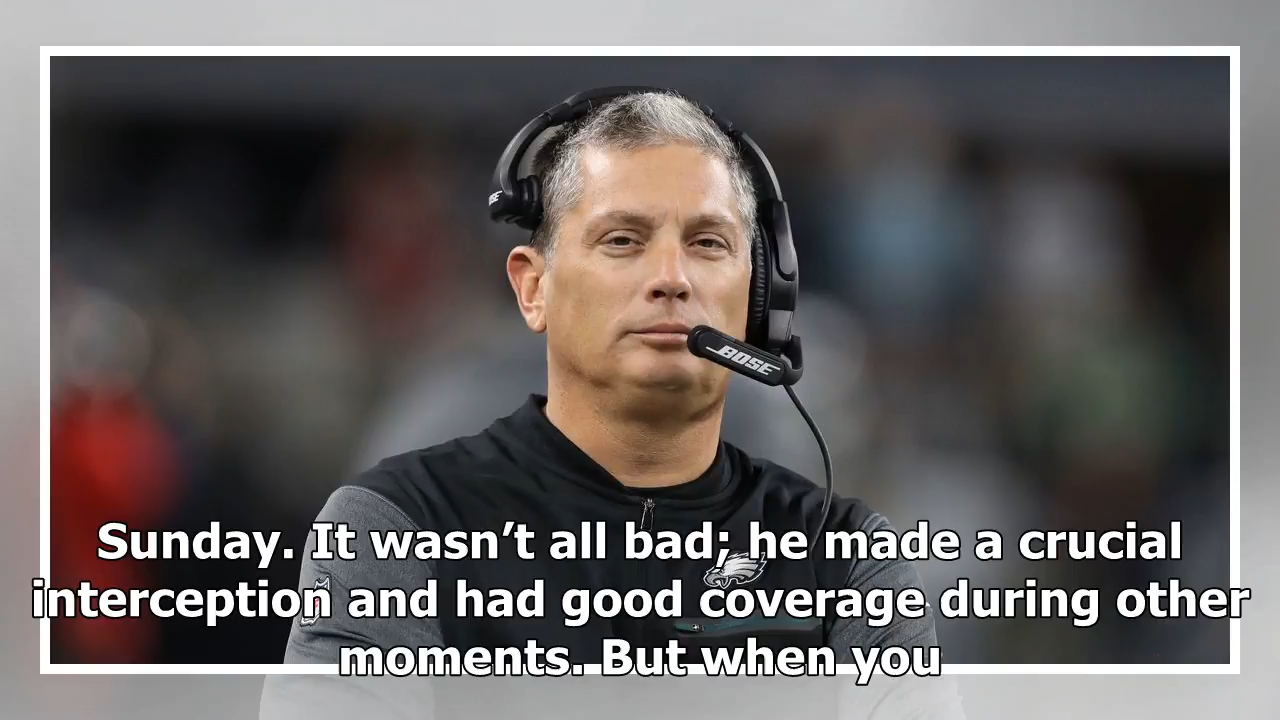 BOSE
Sunday. It wasn’t all bad; he made a crucial
interception and had good coverage during other
moments. But when you